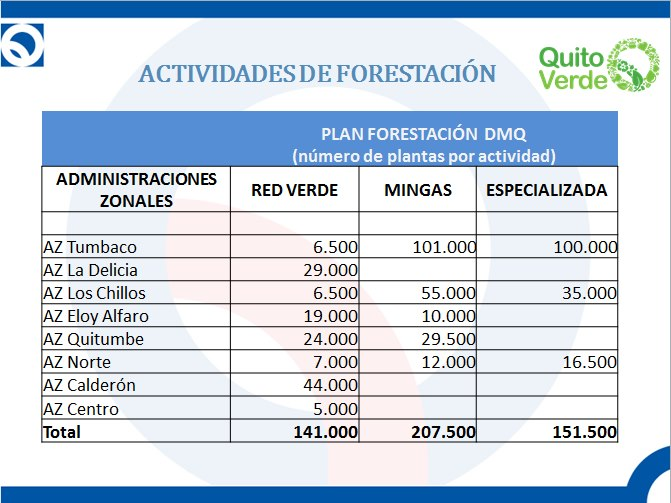 ACTIVIDADES DE FORESTACIÓN
Quito
Verde
PLAN FORESTACIÓN DMQ
(número de plantas por actividad)
ADMINISTRACIONES ZONALES RED VERDE MINGAS ESPECIALIZADA
AZ Tumbaco 6.500 101.000 100.000
AZ La Delicia 29.000
AZ Los Chillos 6.500 55.000 35.000
AZ Eloy Alfaro 19.000 10.000
AZ Quitumbe 24.000 29.500
AZ Norte 7.000 12.000 16.500
AZ Calderón 44.000
AZ Centro 5.000
Total 141.000 207.500 151.500